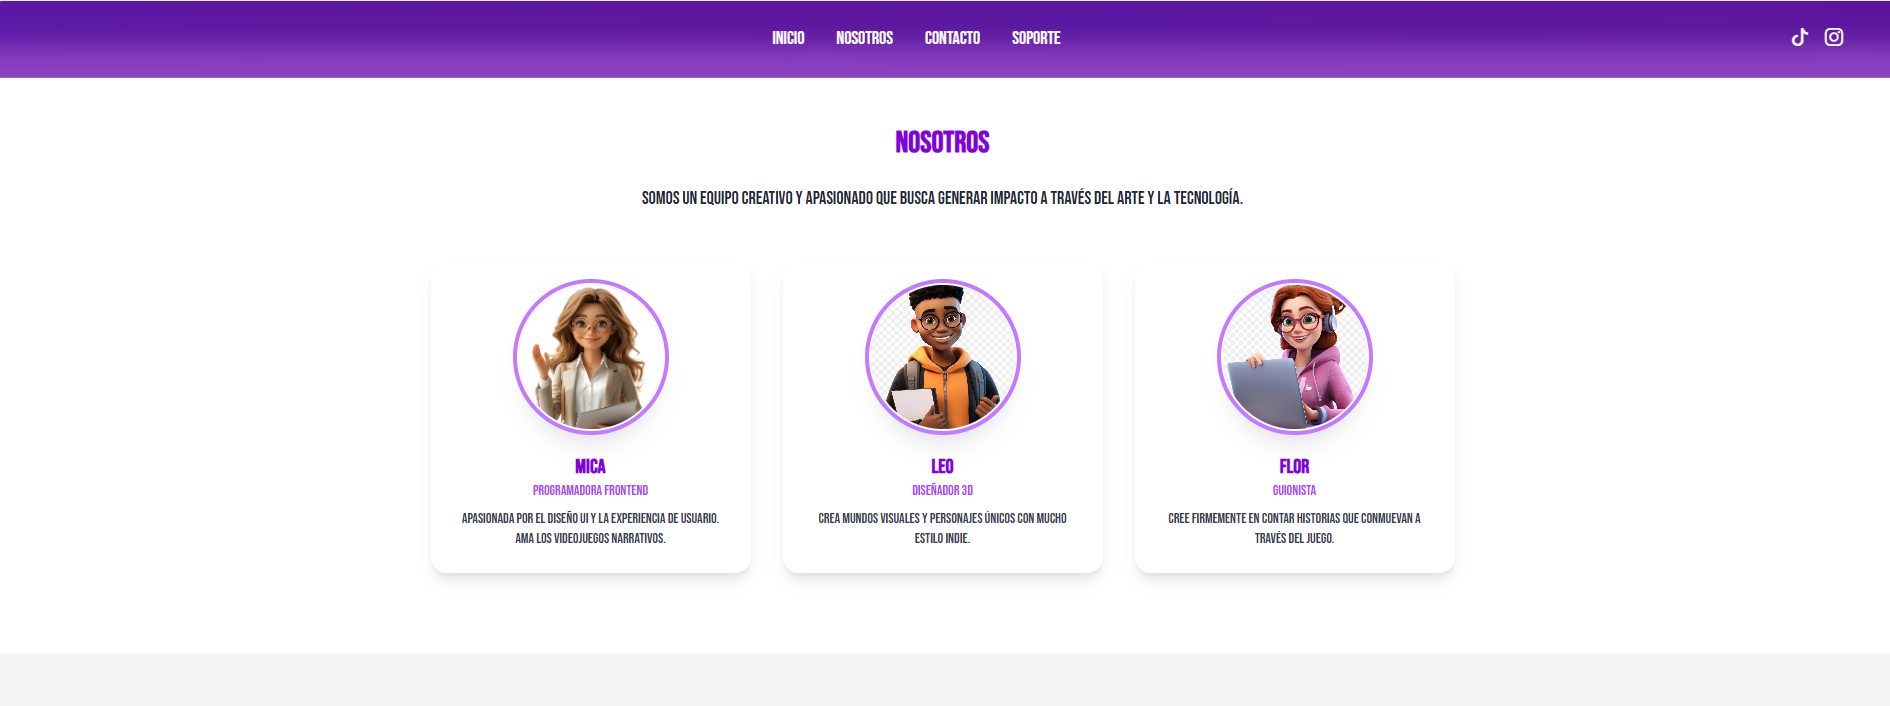 INICIO NOSOTROS CONTACTO SOPORTE
NOSOTROS
SOMOS UN EQUIPO CREATIVO Y APASIONADO QUE BUSCA GENERAR IMPACTO A TRAVÉS DEL ARTE Y LA TECNOLOGÍA.
MICA
PROGRAMADORA FRONTEND
APASIONADA POR EL DISEÑO UI Y LA EXPERIENCIA DE USUARIO.
AMA LOS VIDEOJUEGOS NARRATIVOS.
LEO
DISEÑADOR 3D
CREA MUNDOS VISUALES Y PERSONAJES ÚNICOS CON MUCHO
ESTILO INDIE.
FLOR
GUIONISTA
CREE FIRMEMENTE EN CONTAR HISTORIAS QUE CONMUEVAN A
TRAVÉS DEL JUEGO.